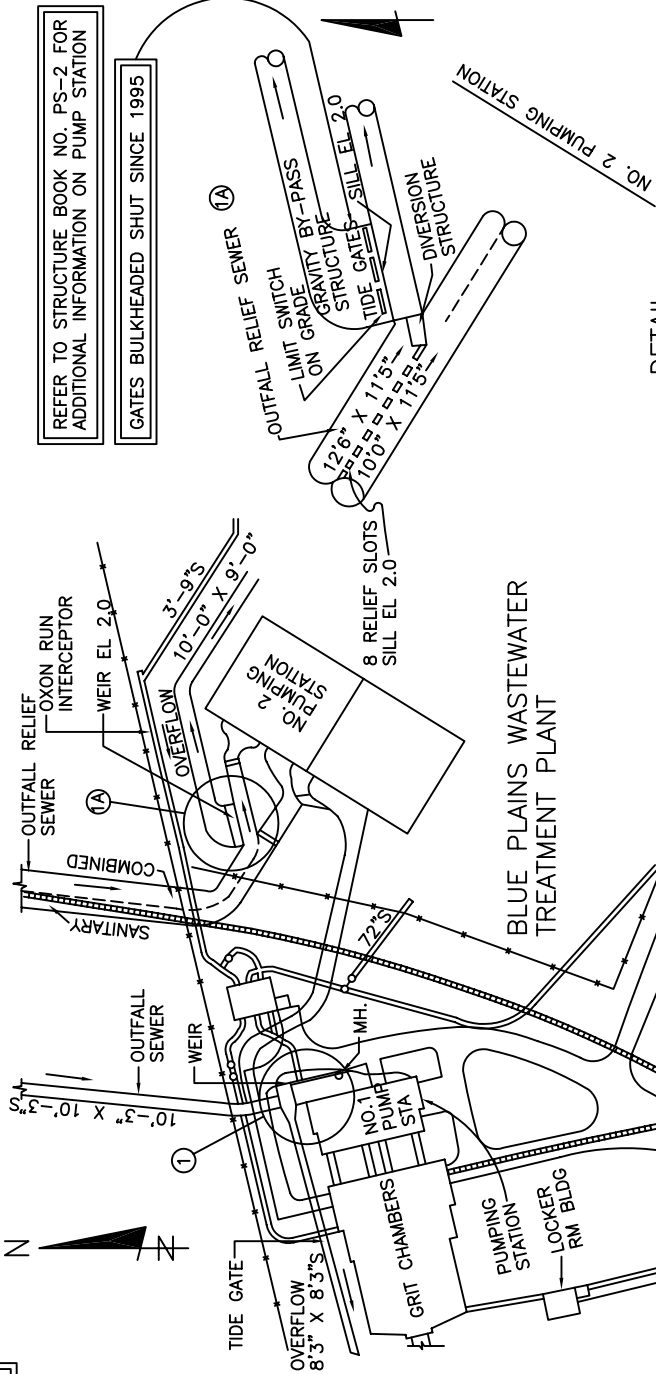 REFER TO STRUCTURE BOOK NO. PS-2 FOR
ADDITIONAL INFORMATION ON PUMP STATION
GATES BULKHEADED SHUT SINCE 1995
N
N
OUTFALL RELIEF
SEWER
OXON RUN
INTERCEPTOR
WEIR EL 2.0
3'-9"S
10'-0" X 9'-0"
OVERFLOW
1A
COMBINED
SANITARY
NO. 2
PUMPING
STATION
OUTFALL
SEWER
10'-3" X 10'-3"S
WEIR
1
72"S
MH.
NO.1
PUMP
STA
TIDE GATE
OVERFLOW
8'3" X 8'3"S
GRIT CHAMBERS
PUMPING
STATION
LOCKER
RM BLDG
BLUE PLAINS WASTEWATER
TREATMENT PLANT
1A
OUTFALL RELIEF SEWER
LIMIT SWITCH
ON GRADE
GRAVITY BY-PASS
STRUCTURE
TIDE GATES
SILL EL 2.0
DIVERSION
STRUCTURE
12'6" X 11'5"
10'0" X 11'5"
8 RELIEF SLOTS
SILL EL 2.0
NO. 2 PUMPING STATION
DETAIL